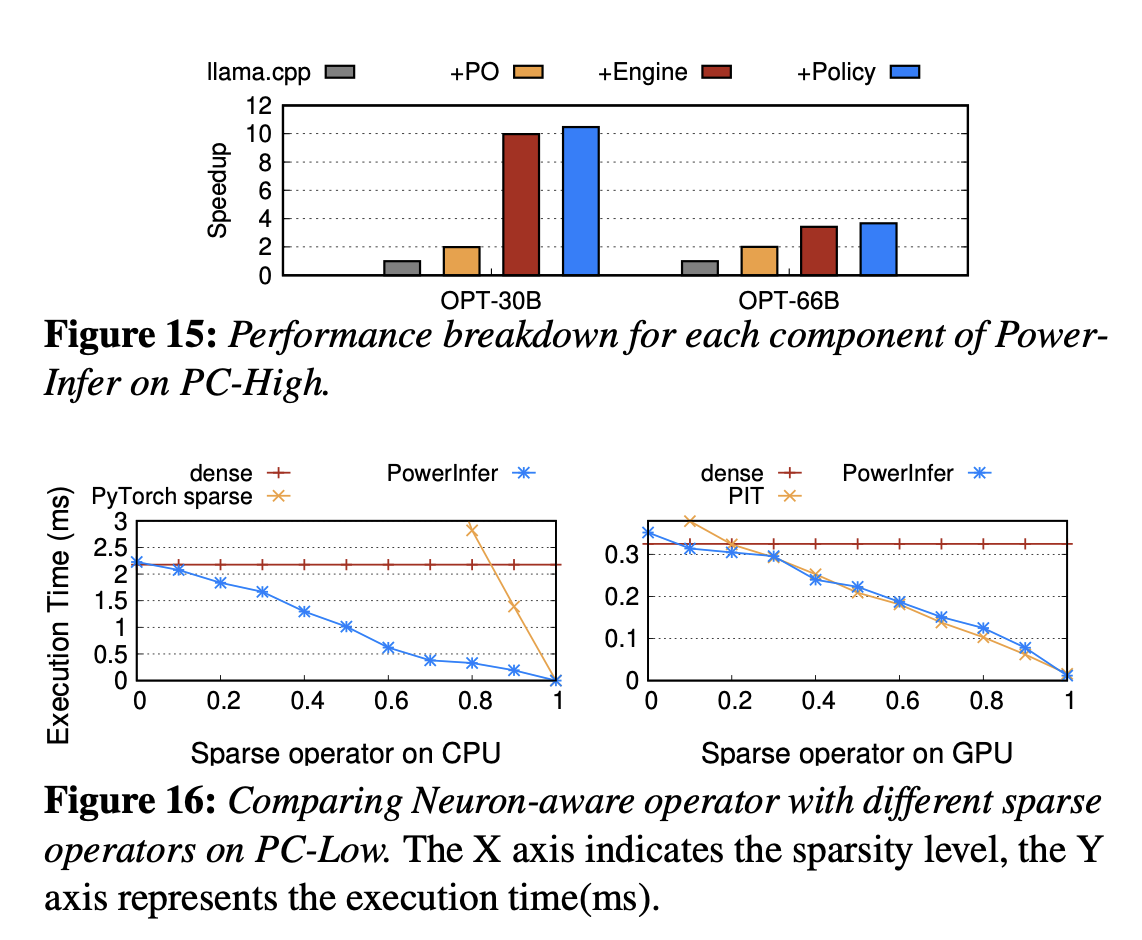 llama.cpp +PO +Engine +Policy
12
10
8
6
4
2
0
Speedup
OPT-30B OPT-66B
Figure 15: Performance breakdown for each component of Power-
Infer on PC-High.
dense PowerInfer
PyTorch sparse
3
2.5
2
1.5
1
0.5
0
Execution Time (ms)
0 0.2 0.4 0.6 0.8 1
Sparse operator on CPU
dense PowerInfer
PIT
0.3
0.2
0.1
0
0 0.2 0.4 0.6 0.8 1
Sparse operator on GPU
Figure 16: Comparing Neuron-aware operator with different sparse
operators on PC-Low. The X axis indicates the sparsity level, the Y
axis represents the execution time(ms).